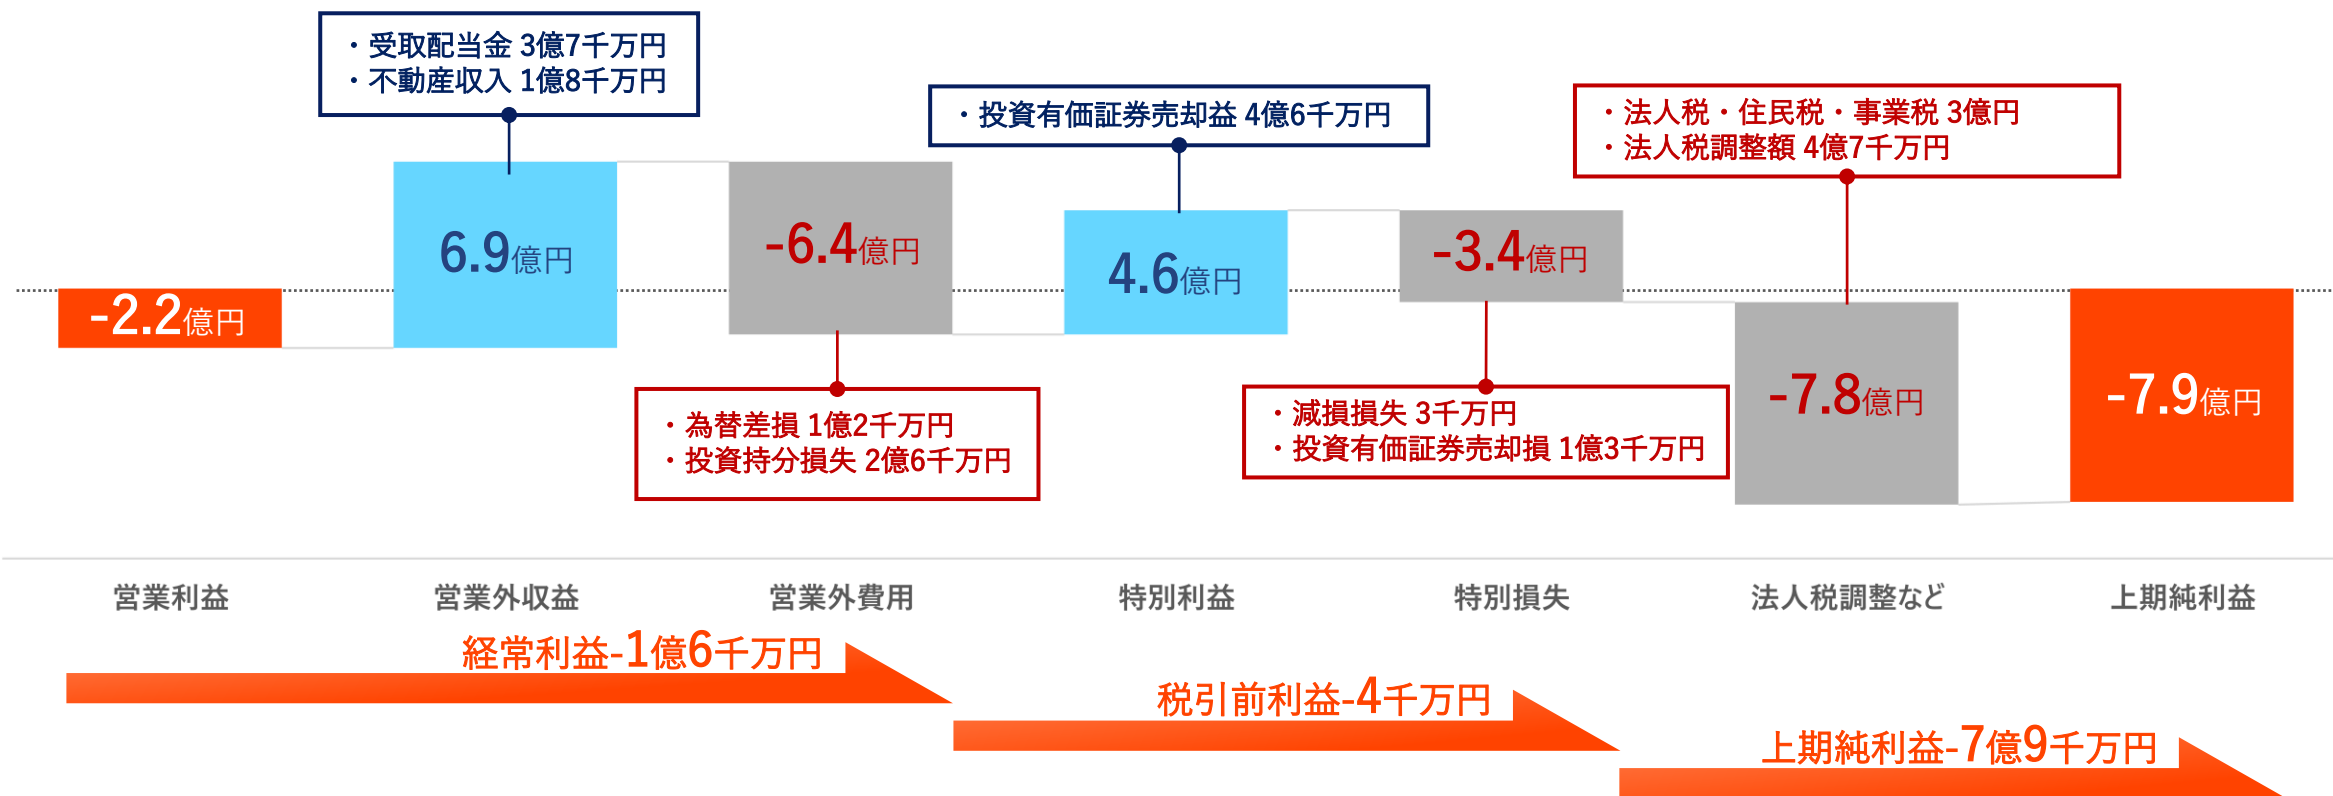 ・受取配当金 3億7千万円
・不動産収入 1億8千万円
・投資有価証券売却益 4億6千万円
・法人税・住民税・事業税 3億円
・法人税調整額 4億7千万円
-2.2億円
6.9億円
-6.4億円
4.6億円
-3.4億円
-7.8億円
-7.9億円
・為替差損 1億2千万円
・投資持分損失 2億6千万円
・減損損失 3千万円
・投資有価証券売却損 1億3千万円
営業利益
営業外収益
営業外費用
特別利益
特別損失
法人税調整など
上期純利益
経常利益-1億6千万円
税引前利益-4千万円
上期純利益-7億9千万円